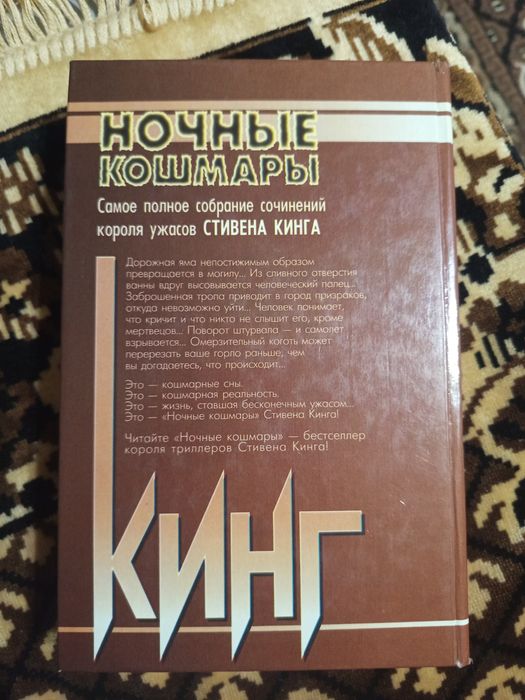 НОЧНЫЕ
КОШМАРЫ
Самое полное собрание сочинений
короля ужасов СТИВЕНА КИНГА
Дорожная яма непостижимым образом
превращается в могилу... Из сливного отверстия
ванны вдруг высовывается человеческий палец...
Заброшенная тропа приводит в город призраков,
откуда невозможно уйти... Человек понимает,
что кричит и что никто не слышит его, кроме
мертвецов... Поворот штурвала — и самолет
взрывается... Омерзительный коготь может
перерезать ваше горло раньше, чем
вы догадаетесь, что происходит...
Это — кошмарные сны.
Это — кошмарная реальность.
Это — жизнь, ставшая бесконечным ужасом...
Это — «Ночные кошмары» Стивена Кинга!
Читайте «Ночные кошмары» — бестселлер
короля триллеров Стивена Кинга!
КИНГ